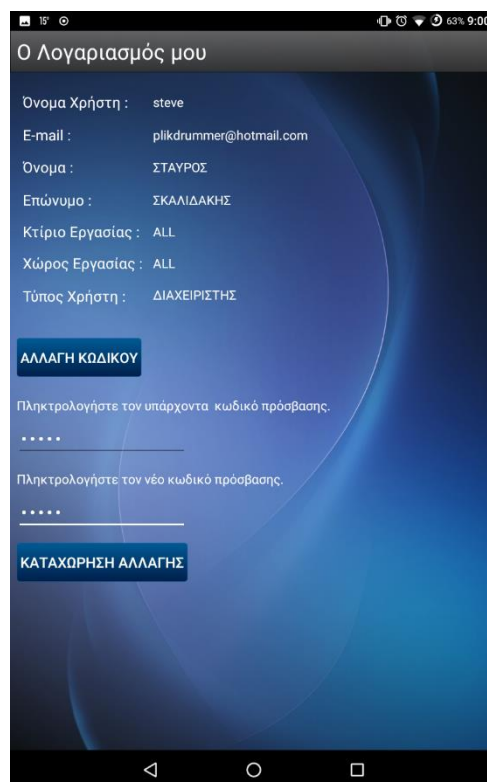 15° 63% 9:00
Ο Λογαριασμός μου
Όνομα Χρήστη : steve
E-mail : plikdrummer@hotmail.com
Όνομα : ΣΤΑΥΡΟΣ
Επώνυμο : ΣΚΑΛΙΔΑΚΗΣ
Κτίριο Εργασίας : ALL
Χώρος Εργασίας : ALL
Τύπος Χρήστη : ΔΙΑΧΕΙΡΙΣΤΗΣ
ΑΛΛΑΓΗ ΚΩΔΙΚΟΥ
Πληκτρολογήστε τον υπάρχοντα κωδικό πρόσβασης.
•••••
Πληκτρολογήστε τον νέο κωδικό πρόσβασης.
•••••
ΚΑΤΑΧΩΡΗΣΗ ΑΛΛΑΓΗΣ